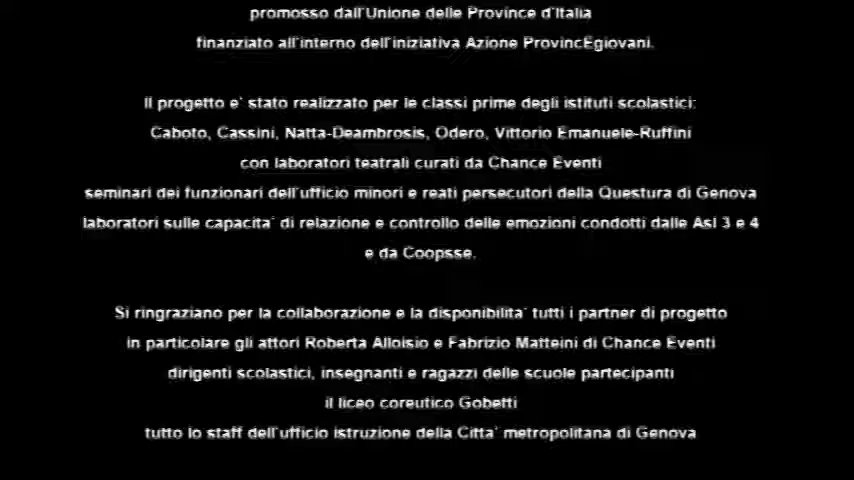 promosso dall'Unione delle Province d'Italia
finanziato all'interno dell'iniziativa Azione ProvincEgiovani.
Il progetto e` stato realizzato per le classi prime degli istituti scolastici:
Caboto, Cassini, Natta-Deambrosis, Odero, Vittorio Emanuele-Ruffini
con laboratori teatrali curati da Chance Eventi
seminari dei funzionari dell'ufficio minori e reati persecutori della Questura di Genova
laboratori sulle capacita` di relazione e controllo delle emozioni condotti dalle Asl 3 e 4
e da Coopsse.
Si ringraziano per la collaborazione e la disponibilita` tutti i partner di progetto
in particolare gli attori Roberta Alloisio e Fabrizio Matteini di Chance Eventi
dirigenti scolastici, insegnanti e ragazzi delle scuole partecipanti
il liceo coreutico Gobetti
tutto lo staff dell'ufficio istruzione della Citta` metropolitana di Genova